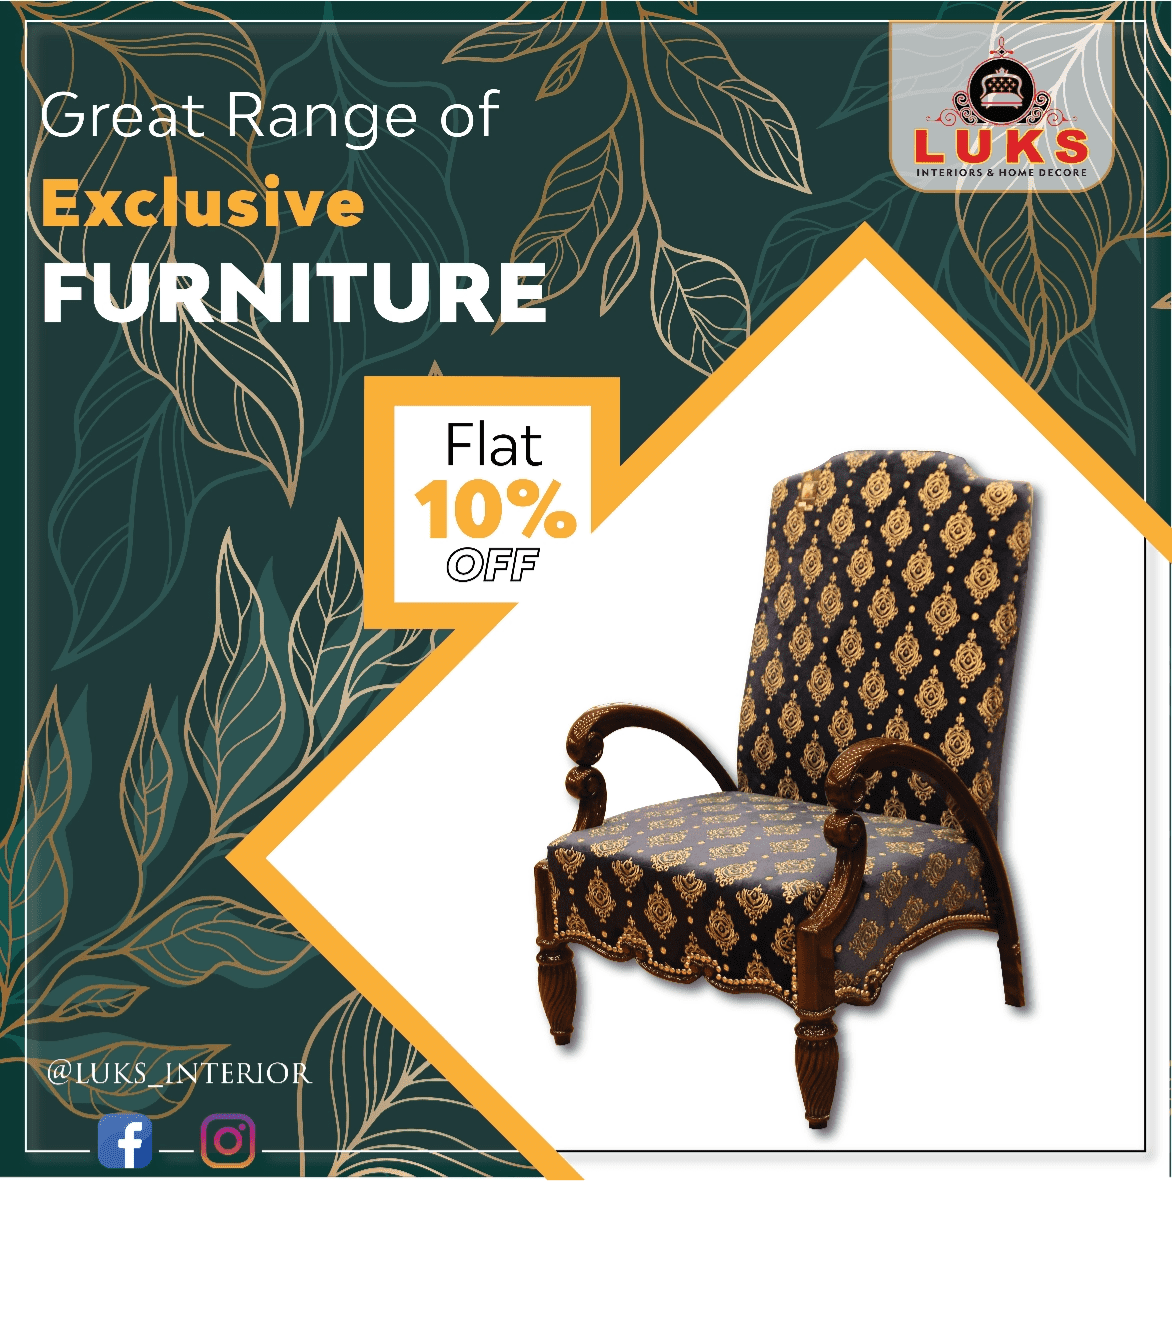 Great Range of
Exclusive
FURNITURE
LUKS
INTERIORS & HOME DECORE
Flat
10%
OFF
@LUKS_INTERIOR